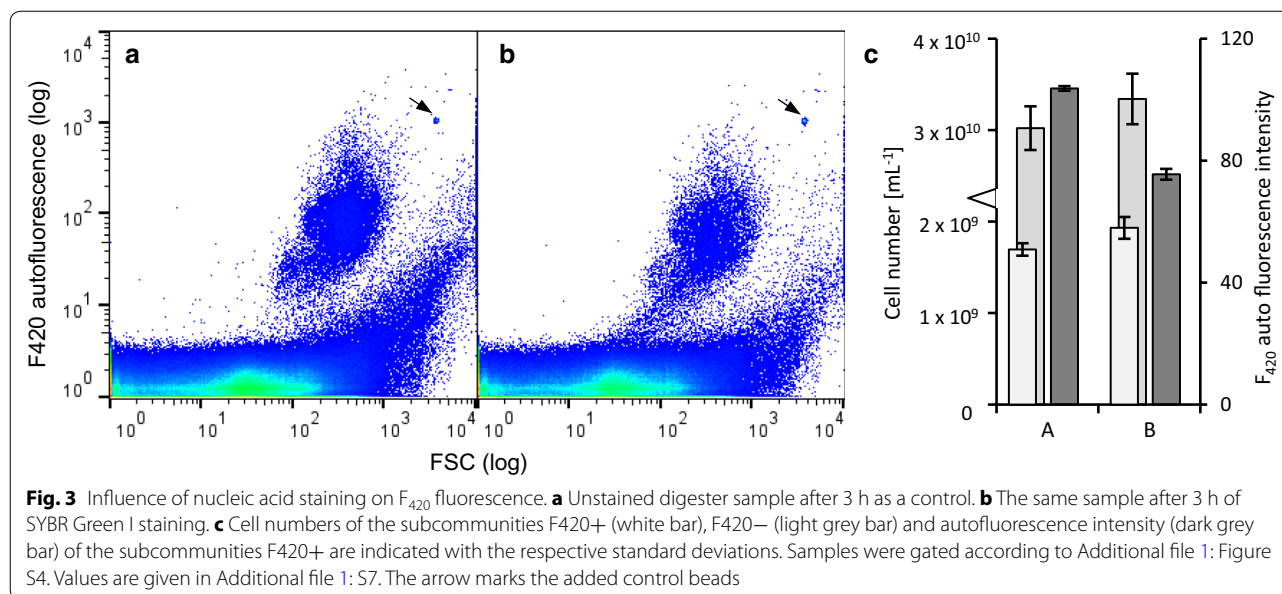 a
b
c
F420 autofluorescence (log)
10⁴
10³
10²
10¹
10⁰
10⁰ 10¹ 10² 10³ 10⁴
10⁰ 10¹ 10² 10³ 10⁴
FSC (log)
Cell number [mL⁻¹]
4 x 10¹⁰
3 x 10¹⁰
2 x 10⁹
1 x 10⁹
0
A B
120
80
40
0
F₄₂₀ auto fluorescence intensity
Fig. 3 Influence of nucleic acid staining on F₄₂₀ fluorescence. a Unstained digester sample after 3 h as a control. b The same sample after 3 h of
SYBR Green I staining. c Cell numbers of the subcommunities F420+ (white bar), F420− (light grey bar) and autofluorescence intensity (dark grey
bar) of the subcommunities F420+ are indicated with the respective standard deviations. Samples were gated according to Additional file 1: Figure
S4. Values are given in Additional file 1: S7. The arrow marks the added control beads